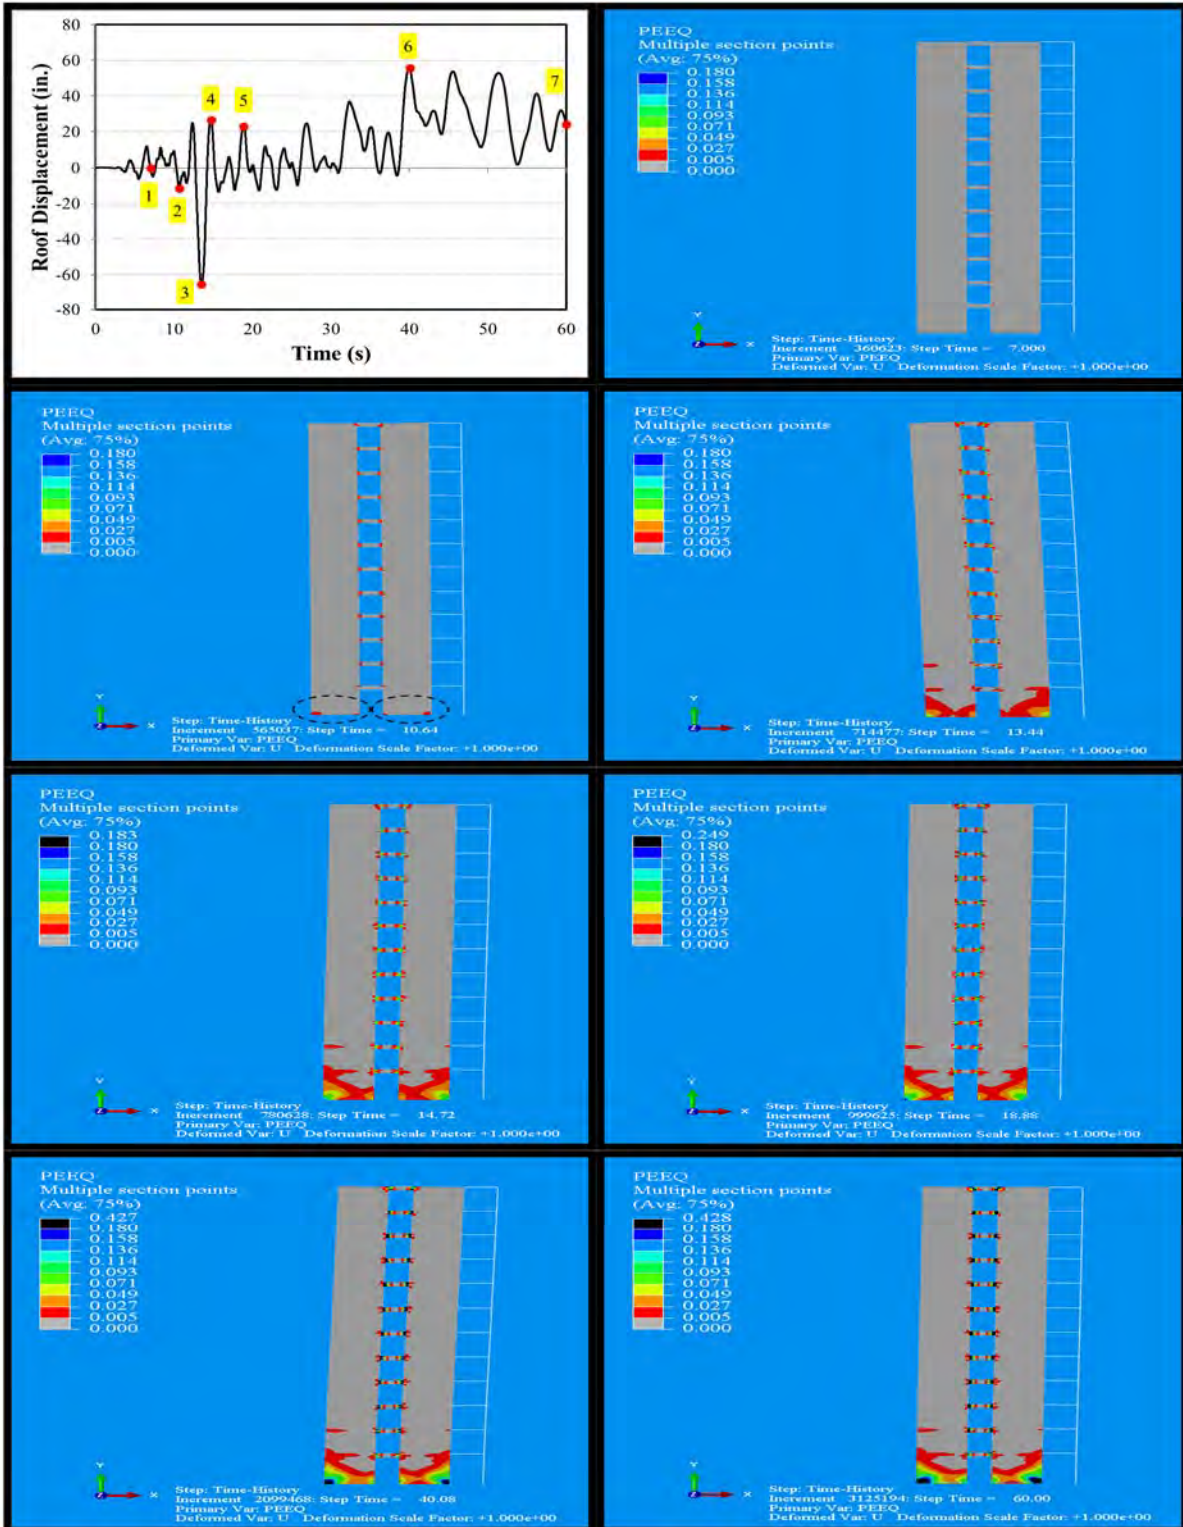 80
60
40
20
0
-20
-40
-60
-80
Roof Displacement (in.)
0 10 20 30 40 50 60
Time (s)
1
2
3
4
5
6
7
PEEQ
Multiple section points
(Avg: 75%)
0.180
0.158
0.136
0.114
0.093
0.071
0.049
0.027
0.005
0.000
Y
Z X
Step: Time-History
Increment 360623: Step Time = 7.000
Primary Var: PEEQ
Deformed Var: U Deformation Scale Factor: +1.000e+00
PEEQ
Multiple section points
(Avg: 75%)
0.180
0.158
0.136
0.114
0.093
0.071
0.049
0.027
0.005
0.000
Y
Z X
Step: Time-History
Increment 565037: Step Time = 10.64
Primary Var: PEEQ
Deformed Var: U Deformation Scale Factor: +1.000e+00
PEEQ
Multiple section points
(Avg: 75%)
0.180
0.158
0.136
0.114
0.093
0.071
0.049
0.027
0.005
0.000
Y
Z X
Step: Time-History
Increment 714477: Step Time = 13.44
Primary Var: PEEQ
Deformed Var: U Deformation Scale Factor: +1.000e+00
PEEQ
Multiple section points
(Avg: 75%)
0.183
0.180
0.158
0.136
0.114
0.093
0.071
0.049
0.027
0.005
0.000
Y
Z X
Step: Time-History
Increment 780628: Step Time = 14.72
Primary Var: PEEQ
Deformed Var: U Deformation Scale Factor: +1.000e+00
PEEQ
Multiple section points
(Avg: 75%)
0.249
0.180
0.158
0.136
0.114
0.093
0.071
0.049
0.027
0.005
0.000
Y
Z X
Step: Time-History
Increment 999625: Step Time = 18.88
Primary Var: PEEQ
Deformed Var: U Deformation Scale Factor: +1.000e+00
PEEQ
Multiple section points
(Avg: 75%)
0.427
0.180
0.158
0.136
0.114
0.093
0.071
0.049
0.027
0.005
0.000
Y
Z X
Step: Time-History
Increment 2099468: Step Time = 40.08
Primary Var: PEEQ
Deformed Var: U Deformation Scale Factor: +1.000e+00
PEEQ
Multiple section points
(Avg: 75%)
0.428
0.180
0.158
0.136
0.114
0.093
0.071
0.049
0.027
0.005
0.000
Y
Z X
Step: Time-History
Increment 3125194: Step Time = 60.00
Primary Var: PEEQ
Deformed Var: U Deformation Scale Factor: +1.000e+00